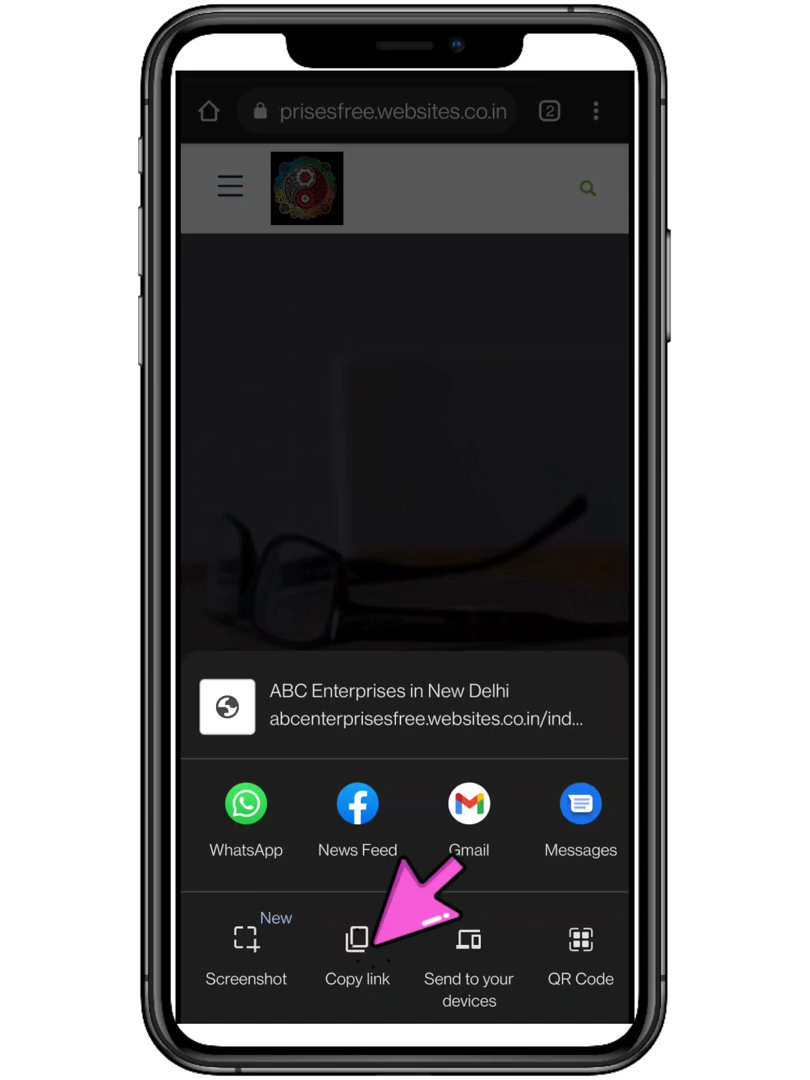 prisesfree.websites.co.in
2
ABC Enterprises in New Delhi
abcenterprisesfree.websites.co.in/ind...
WhatsApp News Feed Gmail Messages
New
Screenshot Copy link Send to your devices QR Code